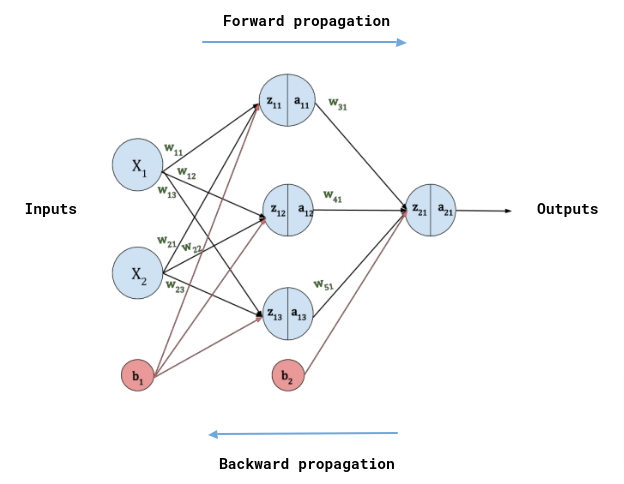 Forward propagation
z₁₁ a₁₁
w₃₁
w₁₁
X₁
w₁₂
w₁₃
w₄₁
Inputs
z₁₂ a₁₂
z₂₁ a₂₁
Outputs
w₂₁
w₂₂
X₂
w₂₃
w₅₁
z₁₃ a₁₃
b₁
b₂
Backward propagation